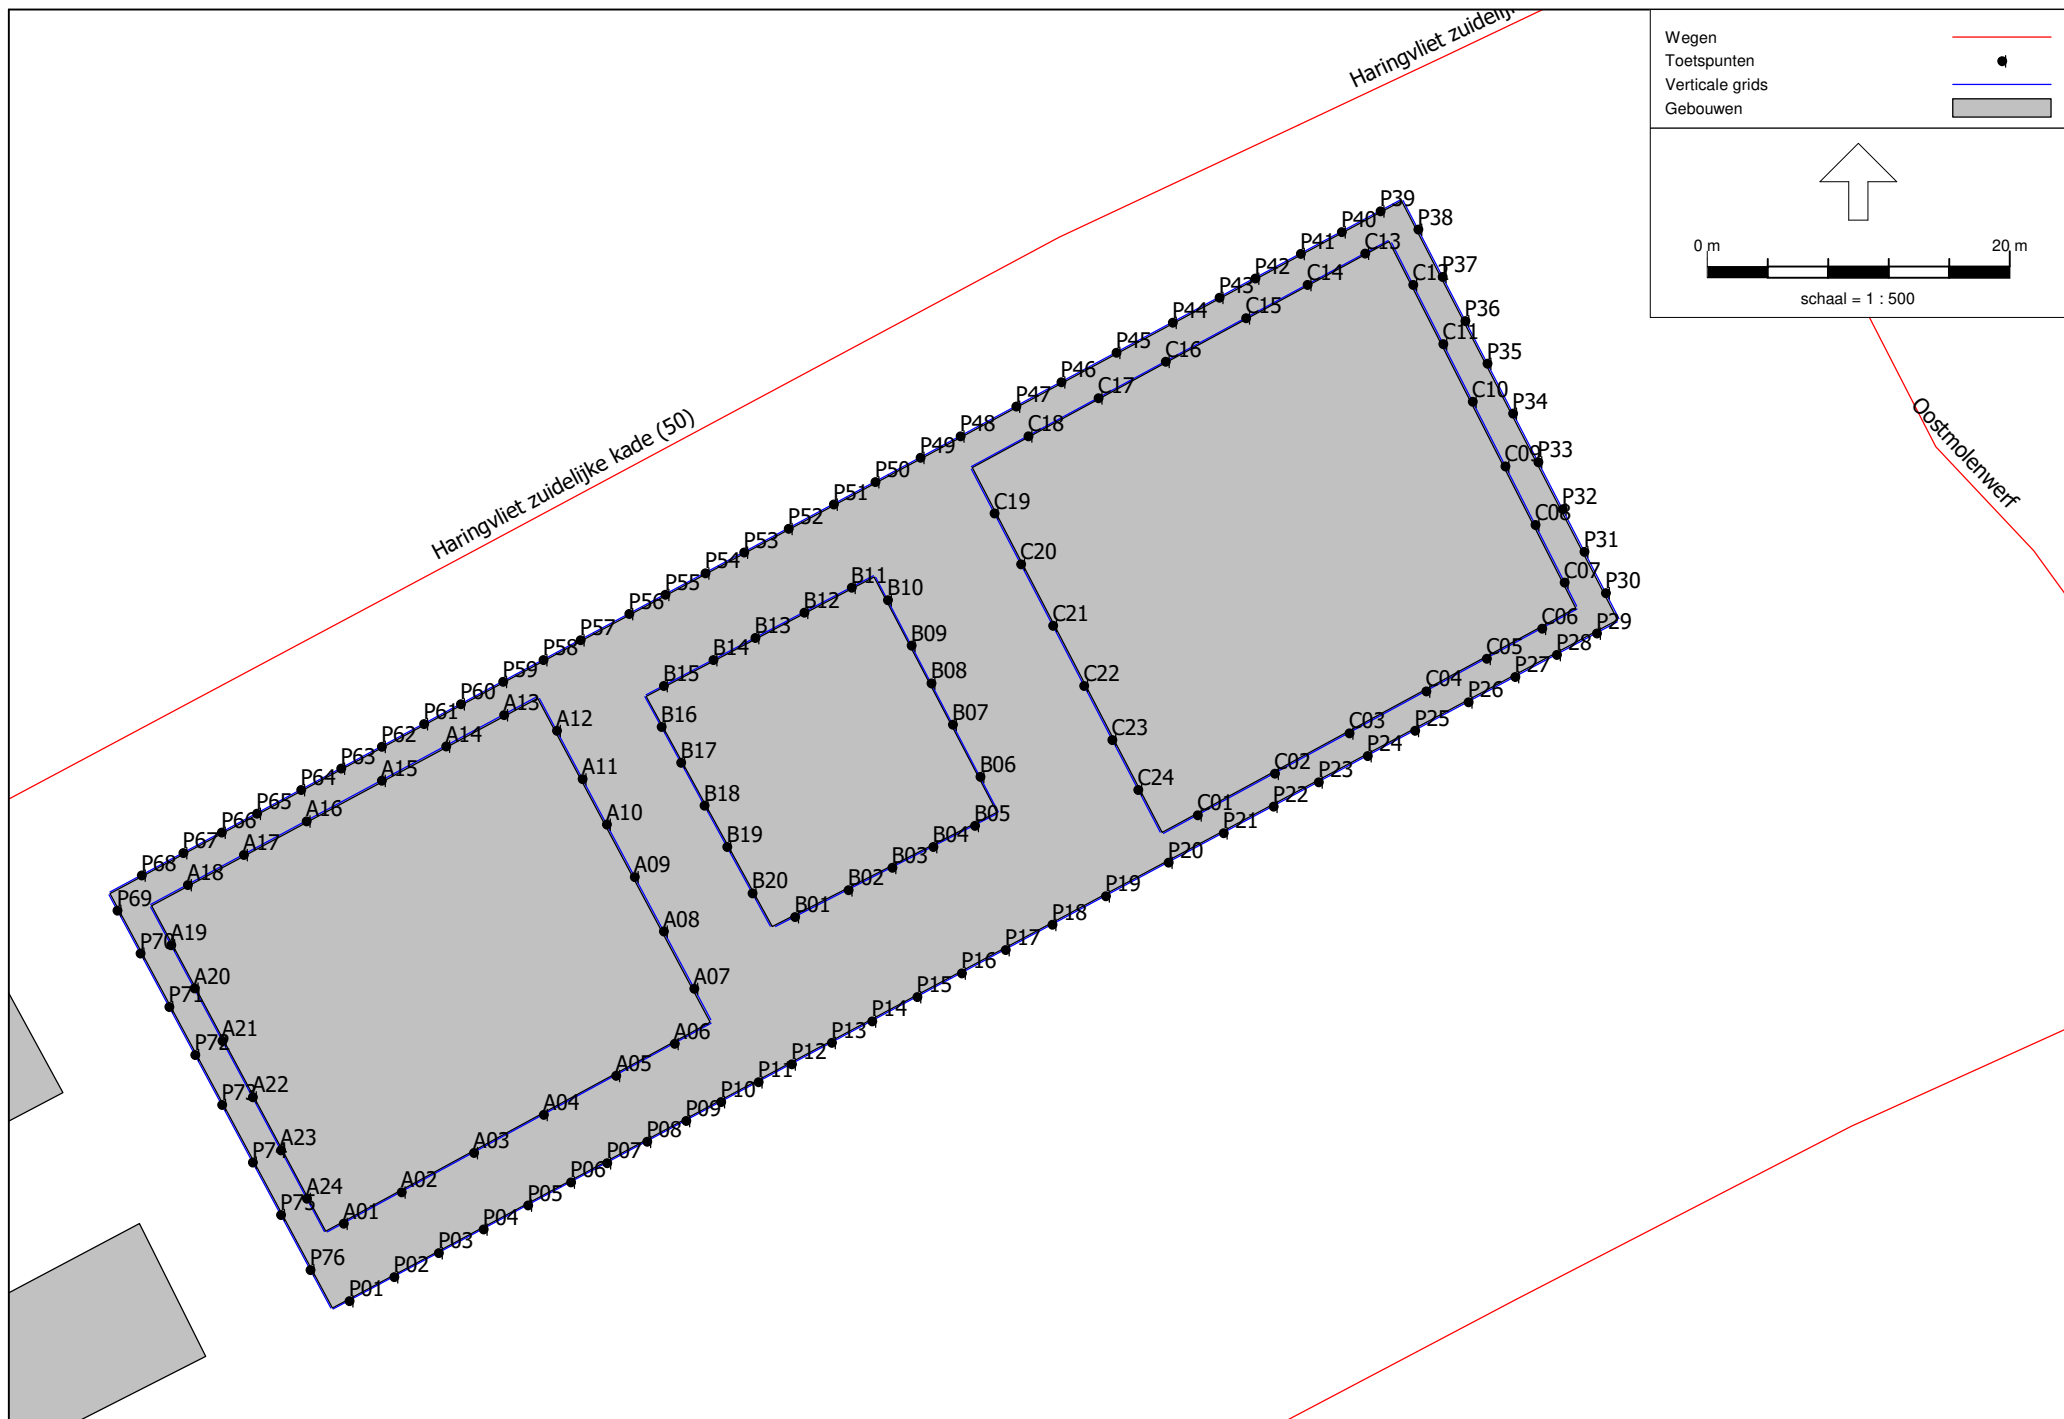 Haringvliet zuidelij
Wegen
Toetspunten
Verticale grids
Gebouwen
0 m 20 m
schaal = 1 : 500
Oostmolenwerf
Haringvliet zuidelijke kade (50)
P39
P38
P40
P41
C13
P42
C14
C12
P37
P43
C15
P44
P36
C11
P45
C16
P35
P46
C17
C10
P34
P47
C18
P48
P49
C09
P33
P50
P51
C19
C08
P32
P52
P53
C20
P31
P54
B11
B10
C07
P30
P55
B12
P56
B13
C21
C06
P29
P57
B14
B09
C05
P28
P58
B15
B08
C22
C04
P27
P59
A13
P60
B16
B07
C03
P26
P61
A14
A12
P62
B17
C23
P25
P63
A15
A11
B06
C02
P24
P64
A16
B18
C24
P23
P65
A10
B05
C01
P22
P66
A17
B19
B04
P21
P67
B03
P20
P68
A18
A09
B20
B02
P19
P69
B01
P18
P70
A19
A08
P17
A20
A07
P16
P71
P15
A21
A06
P14
P72
A05
P13
P12
P73
A22
A04
P11
P10
P74
A23
A03
P09
P08
P75
A24
A02
P07
P06
A01
P05
P04
P76
P03
P02
P01